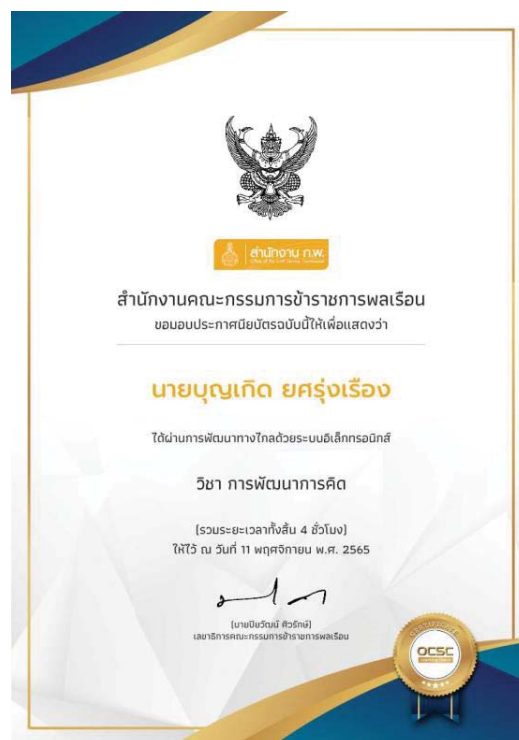 สำนักงาน ก.พ.
สำนักงานคณะกรรมการข้าราชการพลเรือน
ขอมอบประกาศนียบัตรฉบับนี้ให้เพื่อแสดงว่า
นายบุญเกิด ยศรุ่งเรือง
ได้ผ่านการพัฒนาทางไกลด้วยระบบอิเล็กทรอนิกส์
วิชา การพัฒนาการคิด
(รวมระยะเวลาทั้งสิ้น 4 ชั่วโมง)
ให้ไว้ ณ วันที่ 11 พฤศจิกายน พ.ศ. 2565
(นายปิยวัฒน์ ศิวรักษ์)
เลขาธิการคณะกรรมการข้าราชการพลเรือน
OCSC